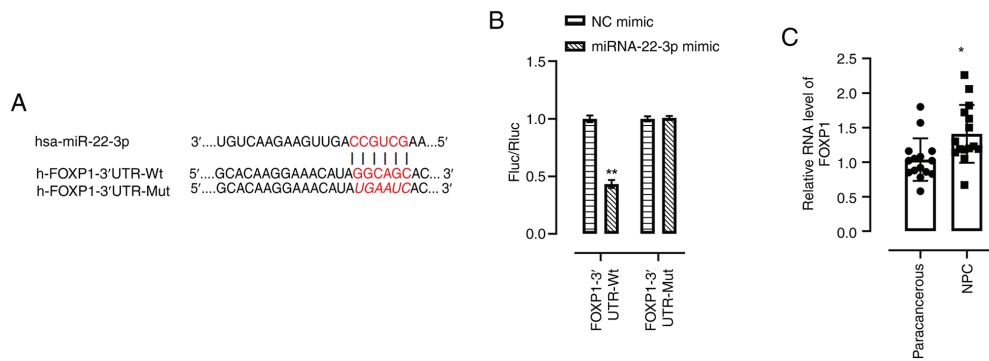 A
hsa-miR-22-3p 3′....UGUCAAGAAGUUGACCGUCGAA...5′
h-FOXP1-3′UTR-Wt 5′....GCACAAGGAAACAUAGGCAGCAC... 3′
h-FOXP1-3′UTR-Mut 5′....GCACAAGGAAACAUAUGAAUCAC... 3′
B
NC mimic
miRNA-22-3p mimic
Fluc/Rluc
1.5
1.0
0.5
0.0
**
FOXP1-3′
UTR-Wt
FOXP1-3′
UTR-Mut
C
Relative RNA level of
FOXP1
2.5
2.0
1.5
1.0
0.5
0.0
*
Paracancerous
NPC